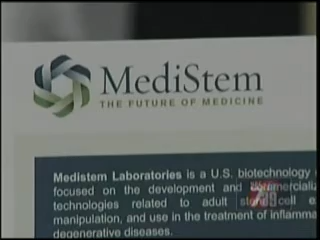 MediStem
THE FUTURE OF MEDICINE
Medistem Laboratories is a U.S. biotechnology
focused on the development and
technologies related to adult
manipulation, and use in the treatment of
degenerative diseases.
7